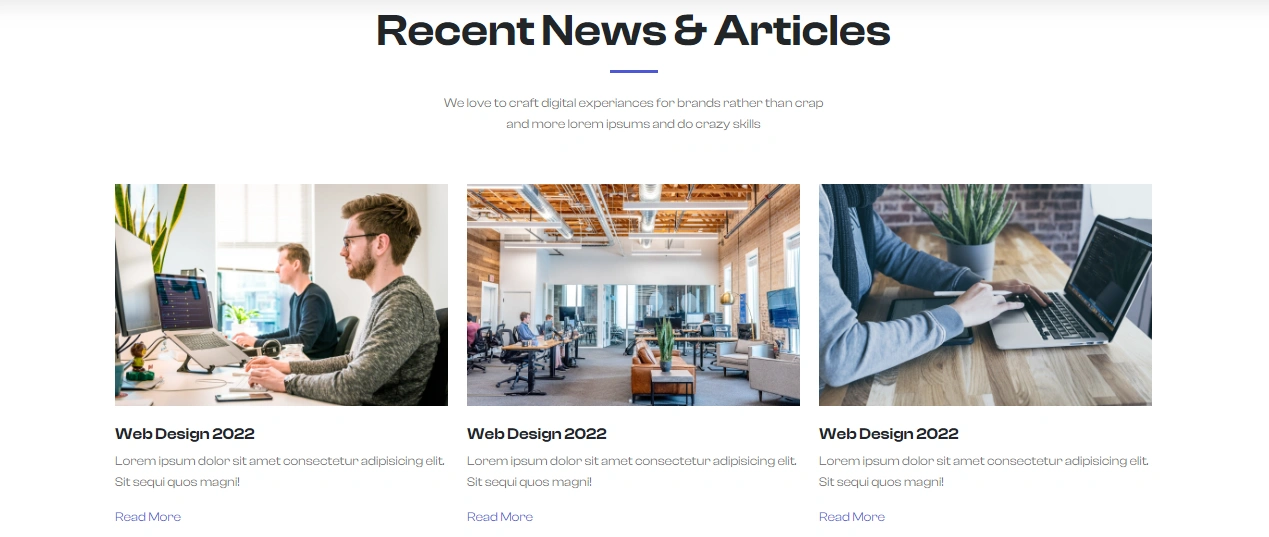 Recent News & Articles
We love to craft digital experiances for brands rather than crap
and more lorem ipsums and do crazy skills
Web Design 2022
Lorem ipsum dolor sit amet consectetur adipisicing elit.
Sit sequi quos magni!
Read More
Web Design 2022
Lorem ipsum dolor sit amet consectetur adipisicing elit.
Sit sequi quos magni!
Read More
Web Design 2022
Lorem ipsum dolor sit amet consectetur adipisicing elit.
Sit sequi quos magni!
Read More